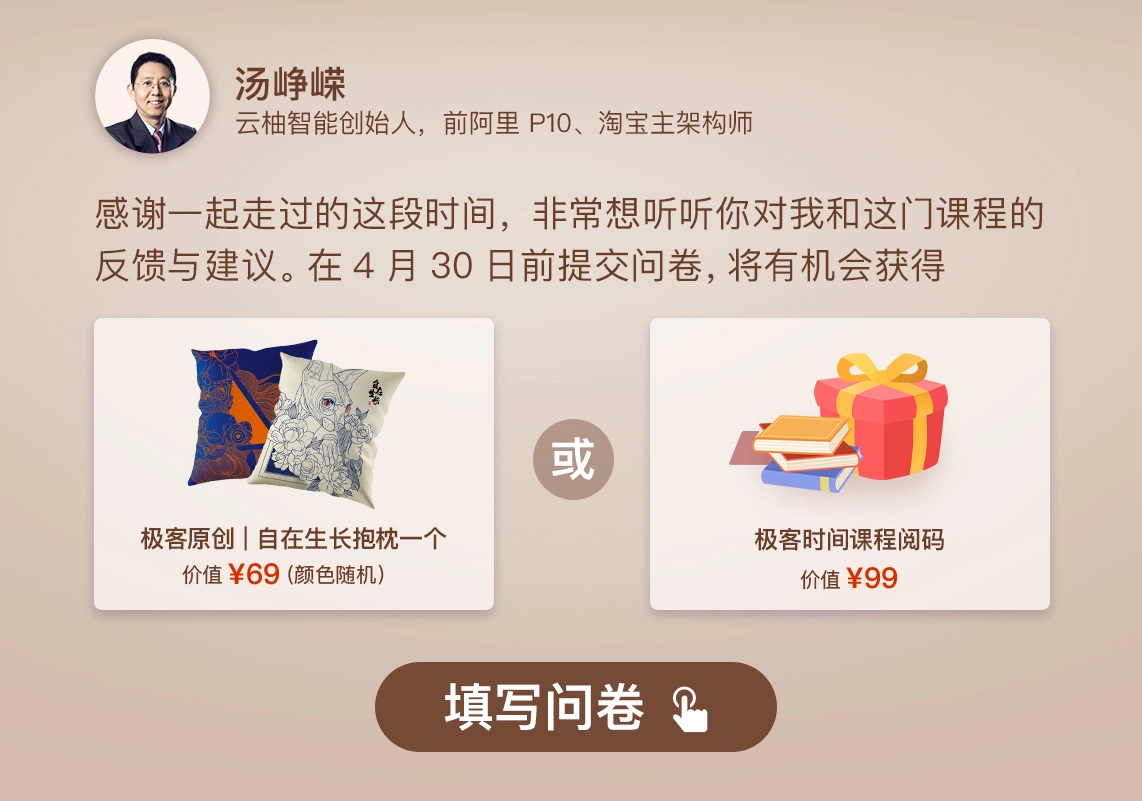 汤峥嵘
云柚智能创始人，前阿里 P10、淘宝主架构师
感谢一起走过的这段时间，非常想听听你对我和这门课程的
反馈与建议。在 4 月 30 日前提交问卷，将有机会获得
极客原创 | 自在生长抱枕一个
价值 ¥69 (颜色随机)
或
极客时间课程阅码
价值 ¥99
填写问卷